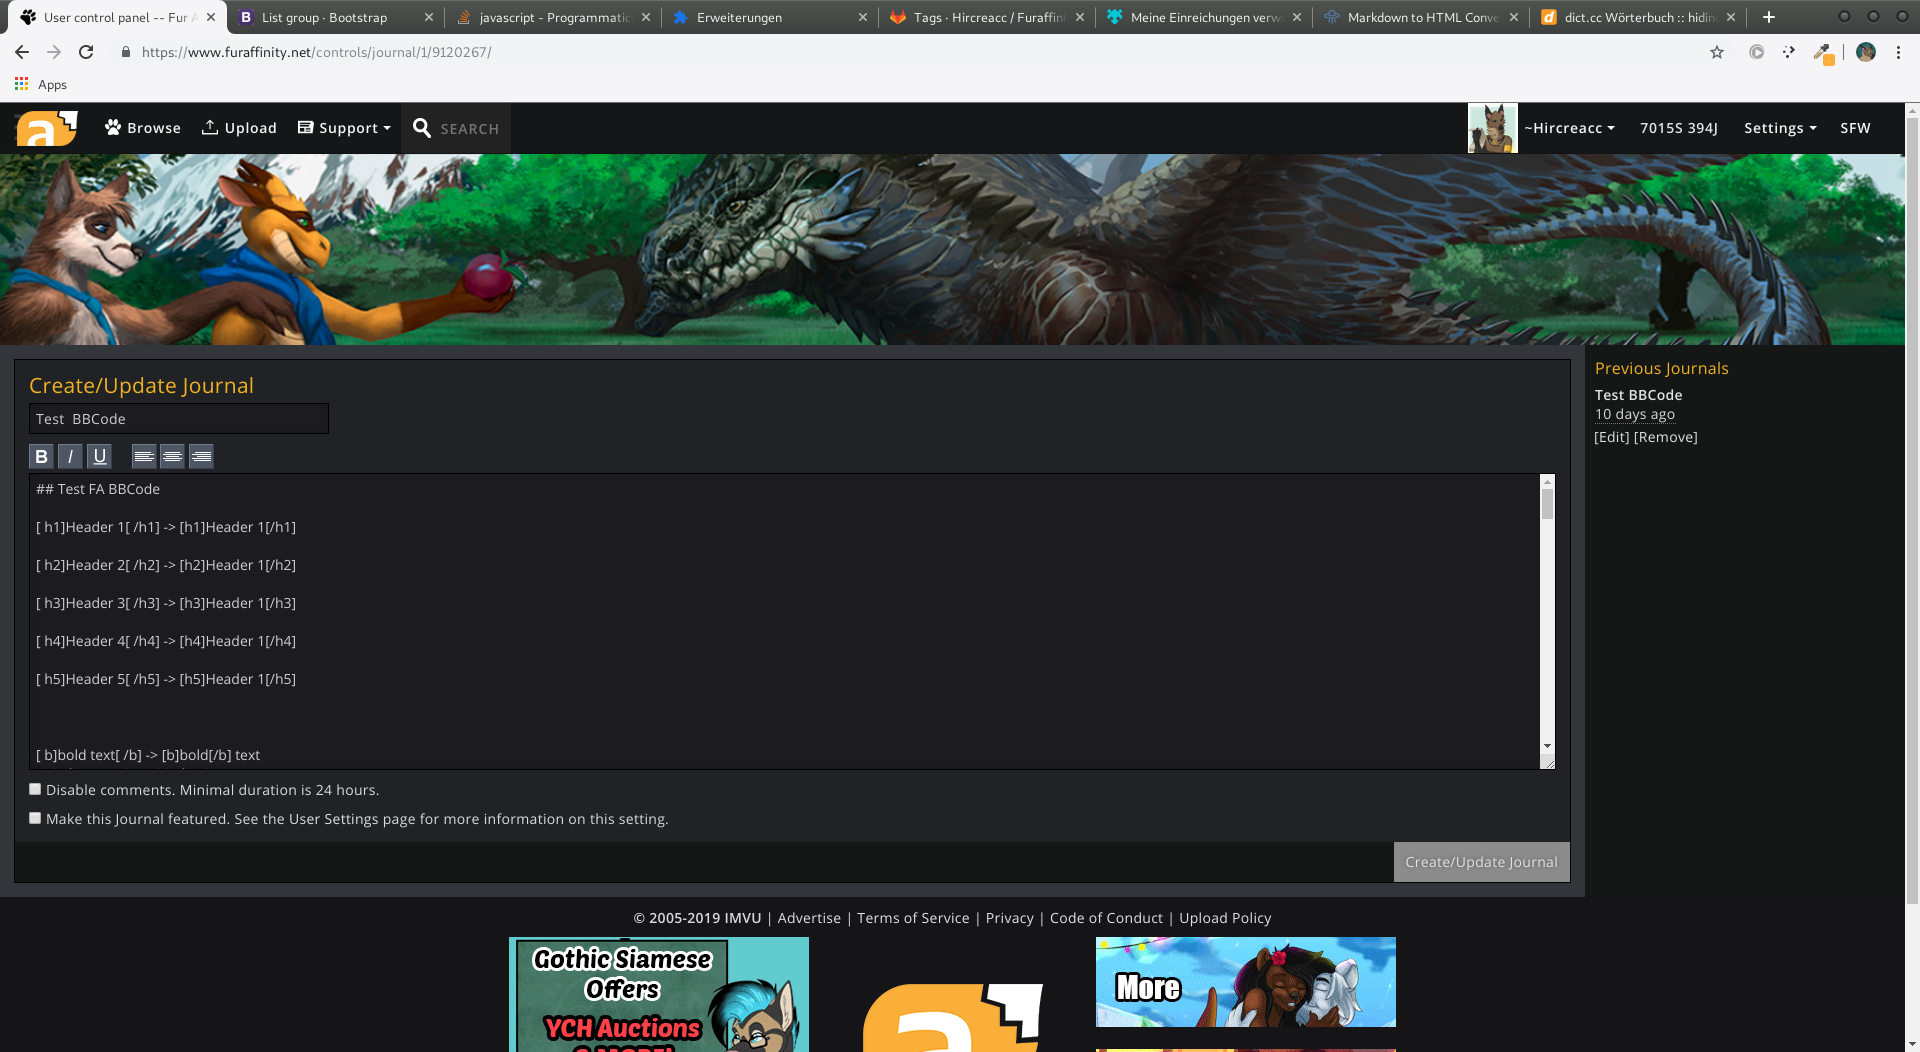 User control panel -- Fur A
List group · Bootstrap
javascript - Programmatic
Erweiterungen
Tags · Hircreacc / Furaffini
Meine Einreichungen verw
Markdown to HTML Conve
dict.cc Wörterbuch :: hidin
https://www.furaffinity.net/controls/journal/1/9120267/
Apps
Browse
Upload
Support
SEARCH
~Hircreacc
7015S 394J
Settings
SFW
Create/Update Journal
Test  BBCode
B I U
## Test FA BBCode
[ h1]Header 1[ /h1] -> [h1]Header 1[/h1]
[ h2]Header 2[ /h2] -> [h2]Header 1[/h2]
[ h3]Header 3[ /h3] -> [h3]Header 1[/h3]
[ h4]Header 4[ /h4] -> [h4]Header 1[/h4]
[ h5]Header 5[ /h5] -> [h5]Header 1[/h5]
[ b]bold text[ /b] -> [b]bold[/b] text
Disable comments. Minimal duration is 24 hours.
Make this Journal featured. See the User Settings page for more information on this setting.
Create/Update Journal
Previous Journals
Test BBCode
10 days ago
[Edit] [Remove]
© 2005-2019 IMVU | Advertise | Terms of Service | Privacy | Code of Conduct | Upload Policy
Gothic Siamese
Offers
YCH Auctions
More